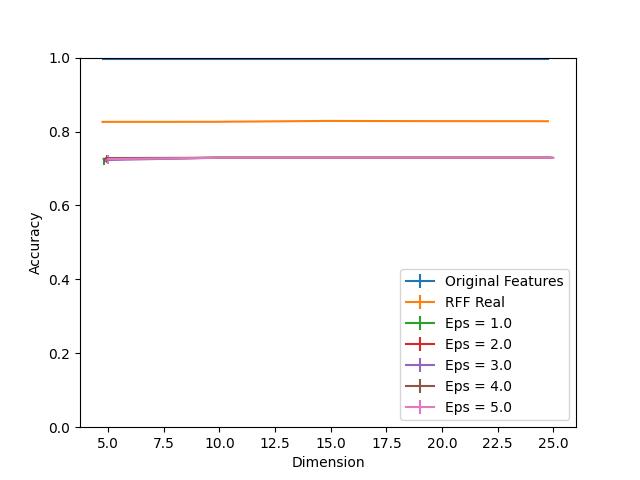 1.0
0.8
0.6
0.4
0.2
0.0
Accuracy
Original Features
RFF Real
Eps = 1.0
Eps = 2.0
Eps = 3.0
Eps = 4.0
Eps = 5.0
5.0 7.5 10.0 12.5 15.0 17.5 20.0 22.5 25.0
Dimension